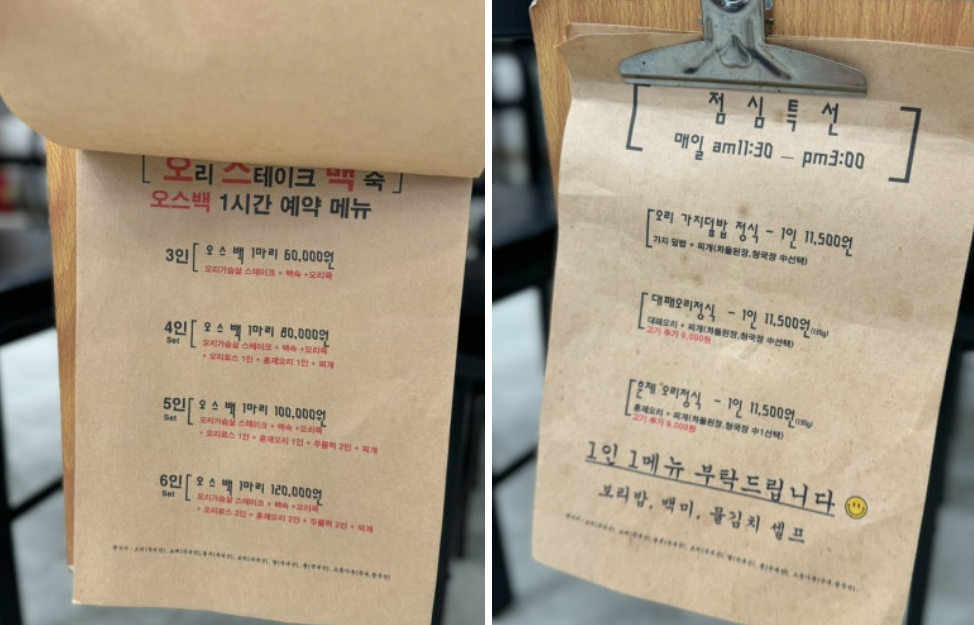 오리 스테이크 백 숙
오스백 1시간 예약 메뉴
3인 오 스 백 1마리 60,000원
오리가슴살 스테이크 + 백숙 +오리죽
4인 오 스 백 1마리 80,000원
Set 오리가슴살 스테이크 + 백숙 +오리죽
+ 오리로스 1인 + 훈제오리 1인 + 찌개
5인 오 스 백 1마리 100,000원
Set 오리가슴살 스테이크 + 백숙 +오리죽
+ 오리로스 1인 + 훈제오리 1인 + 주물럭 2인 + 찌개
6인 오 스 백 1마리 120,000원
Set 오리가슴살 스테이크 + 백숙 +오리죽
+ 오리로스 2인 + 훈제오리 2인 + 주물럭 2인 + 찌개
점 심 특 선
매일 am11:30 _ pm3:00
오리 가지덮밥 정식 - 1인 11,500원
가지 덮밥 + 찌개(차돌된장,청국장 中선택)
대패오리정식 - 1인 11,500원
대패오리 + 찌개(차돌된장,청국장 中선택)
고기 추가 9,000원
훈제 오리정식 - 1인 11,500원
훈제오리 + 찌개(차돌된장,청국장 中1선택)
고기 추가 9,000원
1인 1메뉴 부탁드립니다
보리밥, 백미, 물김치 셀프